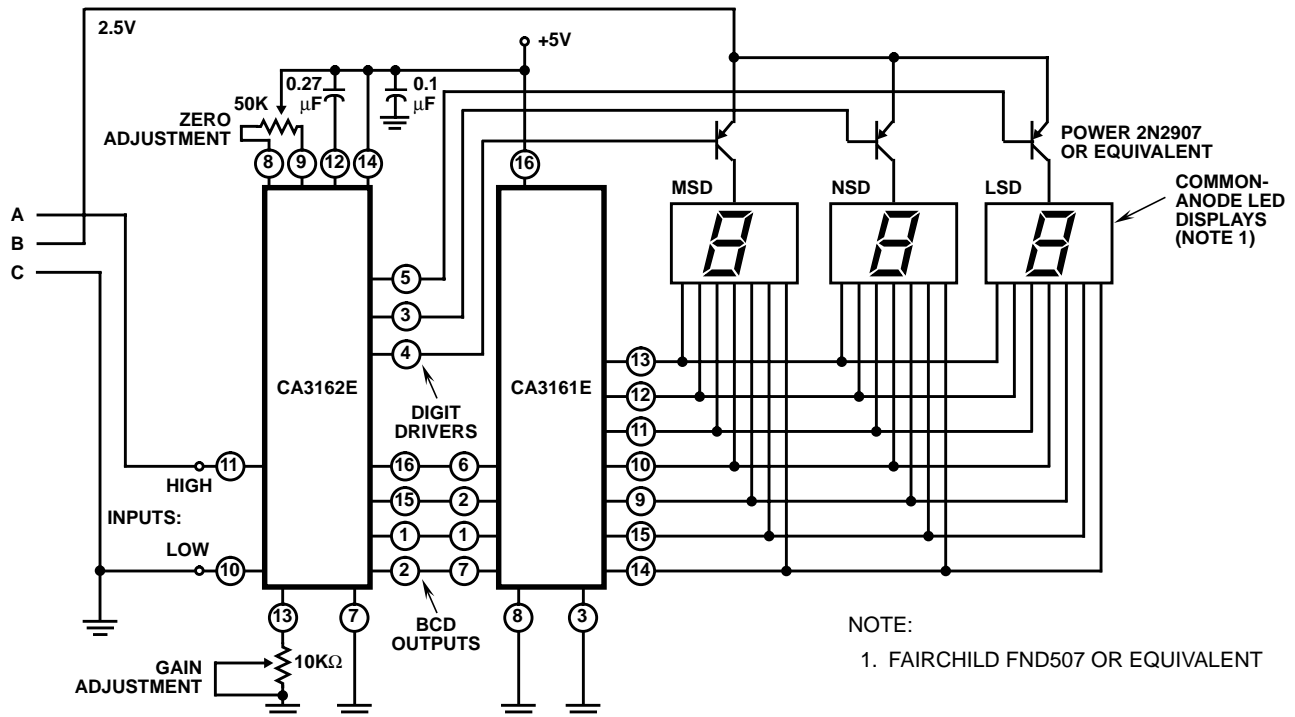 2.5V
+5V
0.27
μF
0.1
μF
50K
ZERO
ADJUSTMENT
8
9
12
14
16
POWER 2N2907
OR EQUIVALENT
MSD
NSD
LSD
COMMON-
ANODE LED
DISPLAYS
(NOTE 1)
8
8
8
A
B
C
5
3
4
CA3162E
CA3161E
DIGIT
DRIVERS
13
12
11
10
9
15
14
11
HIGH
INPUTS:
LOW
10
16
6
15
2
1
1
2
7
BCD
OUTPUTS
13
7
8
3
10KΩ
GAIN
ADJUSTMENT
NOTE:
1. FAIRCHILD FND507 OR EQUIVALENT